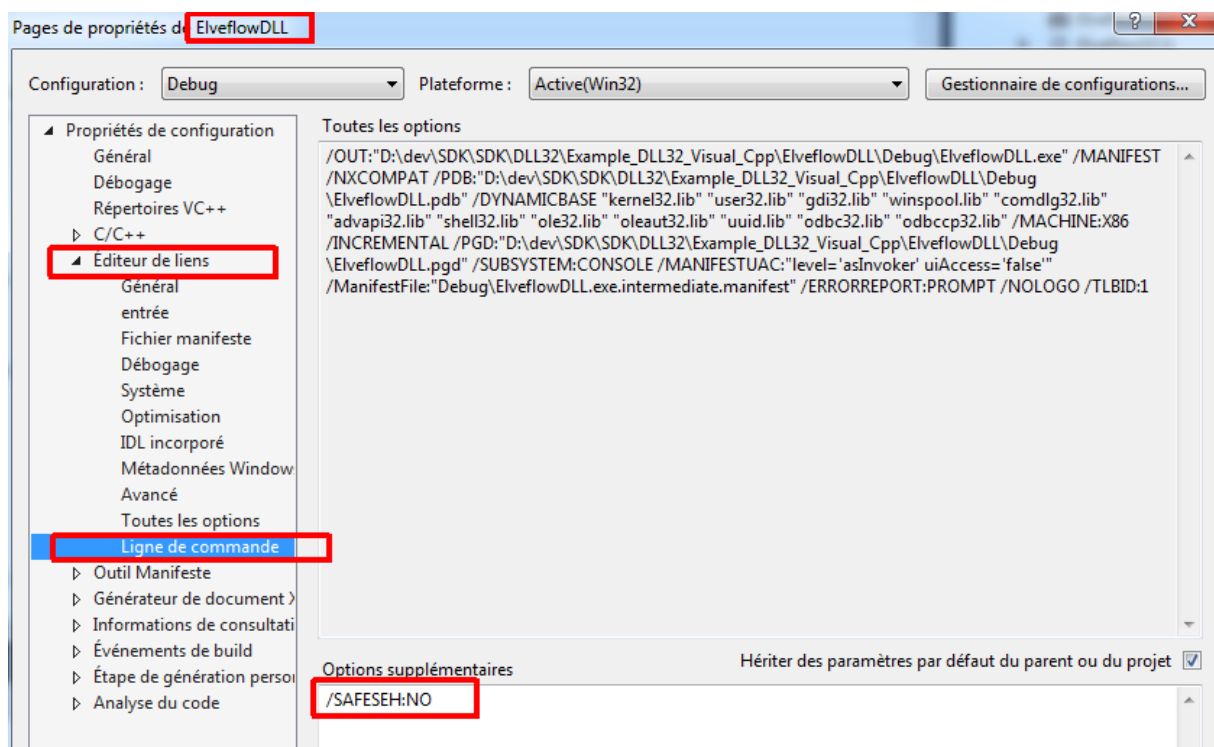 Pages de propriétés de ElveflowDLL
Configuration :
Debug
Plateforme :
Active(Win32)
Gestionnaire de configurations...
Propriétés de configuration
Général
Débogage
Répertoires VC++
C/C++
Éditeur de liens
Général
entrée
Fichier manifeste
Débogage
Système
Optimisation
IDL incorporé
Métadonnées Window
Avancé
Toutes les options
Ligne de commande
Outil Manifeste
Générateur de document X
Informations de consultati
Événements de build
Étape de génération person
Analyse du code
Toutes les options
/OUT:"D:\dev\SDK\SDK\DLL32\Example_DLL32_Visual_Cpp\ElveflowDLL\Debug\ElveflowDLL.exe" /MANIFEST
/NXCOMPAT /PDB:"D:\dev\SDK\SDK\DLL32\Example_DLL32_Visual_Cpp\ElveflowDLL\Debug
\ElveflowDLL.pdb" /DYNAMICBASE "kernel32.lib" "user32.lib" "gdi32.lib" "winspool.lib" "comdlg32.lib"
"advapi32.lib" "shell32.lib" "ole32.lib" "oleaut32.lib" "uuid.lib" "odbc32.lib" "odbccp32.lib" /MACHINE:X86
/INCREMENTAL /PGD:"D:\dev\SDK\SDK\DLL32\Example_DLL32_Visual_Cpp\ElveflowDLL\Debug
\ElveflowDLL.pgd" /SUBSYSTEM:CONSOLE /MANIFESTUAC:"level='asInvoker' uiAccess='false'"
/ManifestFile:"Debug\ElveflowDLL.exe.intermediate.manifest" /ERRORREPORT:PROMPT /NOLOGO /TLBID:1
Options supplémentaires
Hériter des paramètres par défaut du parent ou du projet
/SAFESEH:NO